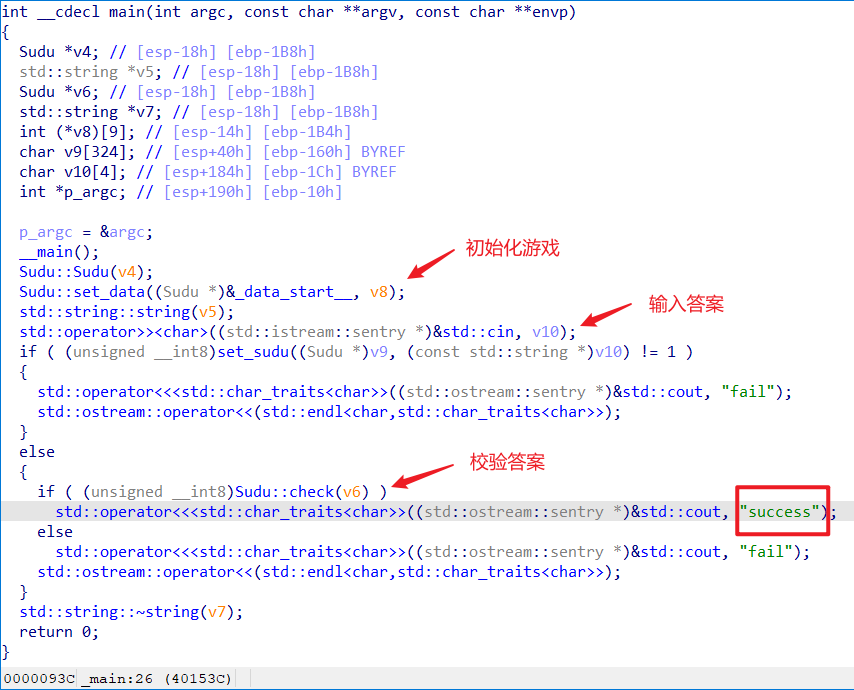 int __cdecl main(int argc, const char **argv, const char **envp)
{
  Sudu *v4; // [esp-18h] [ebp-1B8h]
  std::string *v5; // [esp-18h] [ebp-1B8h]
  Sudu *v6; // [esp-18h] [ebp-1B8h]
  std::string *v7; // [esp-18h] [ebp-1B8h]
  int (*v8)[9]; // [esp-14h] [ebp-1B4h]
  char v9[324]; // [esp+40h] [ebp-160h] BYREF
  char v10[4]; // [esp+184h] [ebp-1Ch] BYREF
  int *p_argc; // [esp+190h] [ebp-10h]
  p_argc = &argc;
  __main();
初始化游戏
  Sudu::Sudu(v4);
  Sudu::set_data((Sudu *)&_data_start__, v8);
  std::string::string(v5);
输入答案
  std::operator>><char>((std::istream::sentry *)&std::cin, v10);
  if ( (unsigned __int8)set_sudu((Sudu *)v9, (const std::string *)v10) != 1 )
  {
    std::operator<<<std::char_traits<char>>((std::ostream::sentry *)&std::cout, "fail");
    std::ostream::operator<<(std::endl<char,std::char_traits<char>>);
  }
  else
  {
校验答案
    if ( (unsigned __int8)Sudu::check(v6) )
      std::operator<<<std::char_traits<char>>((std::ostream::sentry *)&std::cout, "success");
    else
      std::operator<<<std::char_traits<char>>((std::ostream::sentry *)&std::cout, "fail");
    std::ostream::operator<<(std::endl<char,std::char_traits<char>>);
  }
  std::string::~string(v7);
  return 0;
}
0000093C _main:26 (40153C)